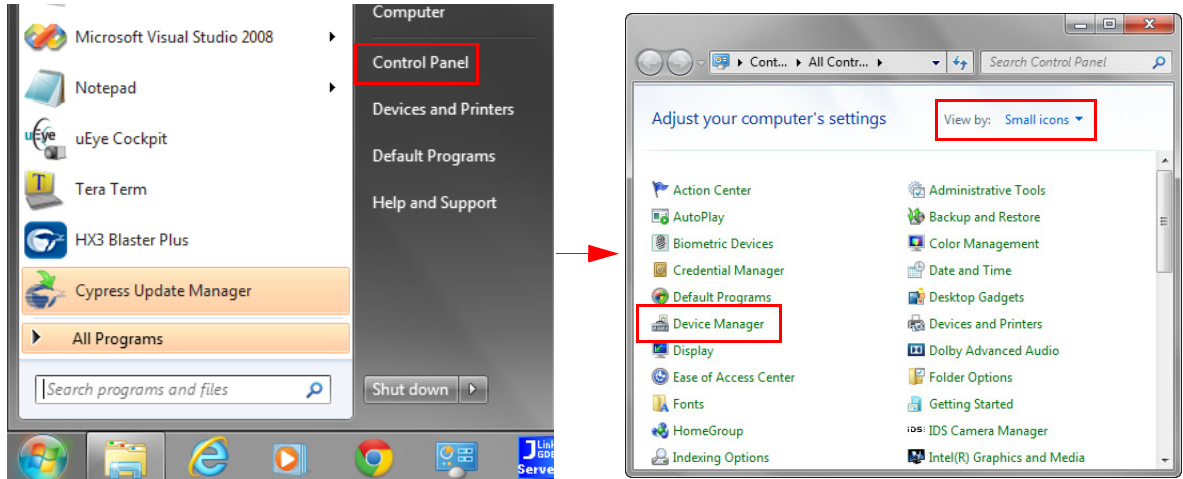 Microsoft Visual Studio 2008
Notepad
uEye
uEye Cockpit
T
Tera Term
HX3 Blaster Plus
Cypress Update Manager
All Programs
Search programs and files
Computer
Control Panel
Devices and Printers
Default Programs
Help and Support
Shut down
J Link
GDB
Serve
Cont... All Contr...
Search Control Panel
Adjust your computer's settings
View by: Small icons
Action Center
AutoPlay
Biometric Devices
Credential Manager
Default Programs
Device Manager
Display
Ease of Access Center
Fonts
HomeGroup
Indexing Options
Administrative Tools
Backup and Restore
Color Management
Date and Time
Desktop Gadgets
Devices and Printers
Dolby Advanced Audio
Folder Options
Getting Started
iDS: IDS Camera Manager
Intel(R) Graphics and Media